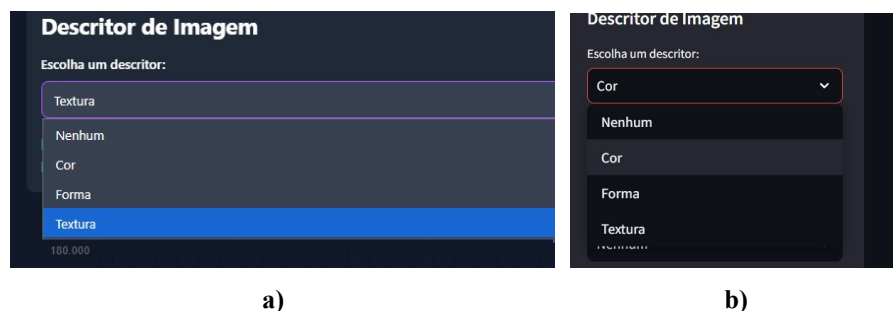 Descritor de Imagem
Escolha um descritor:
Textura
Nenhum
Cor
Forma
Textura
180.000
a)
Descritor de Imagem
Escolha um descritor:
Cor
Nenhum
Cor
Forma
Textura
Nenhum
b)